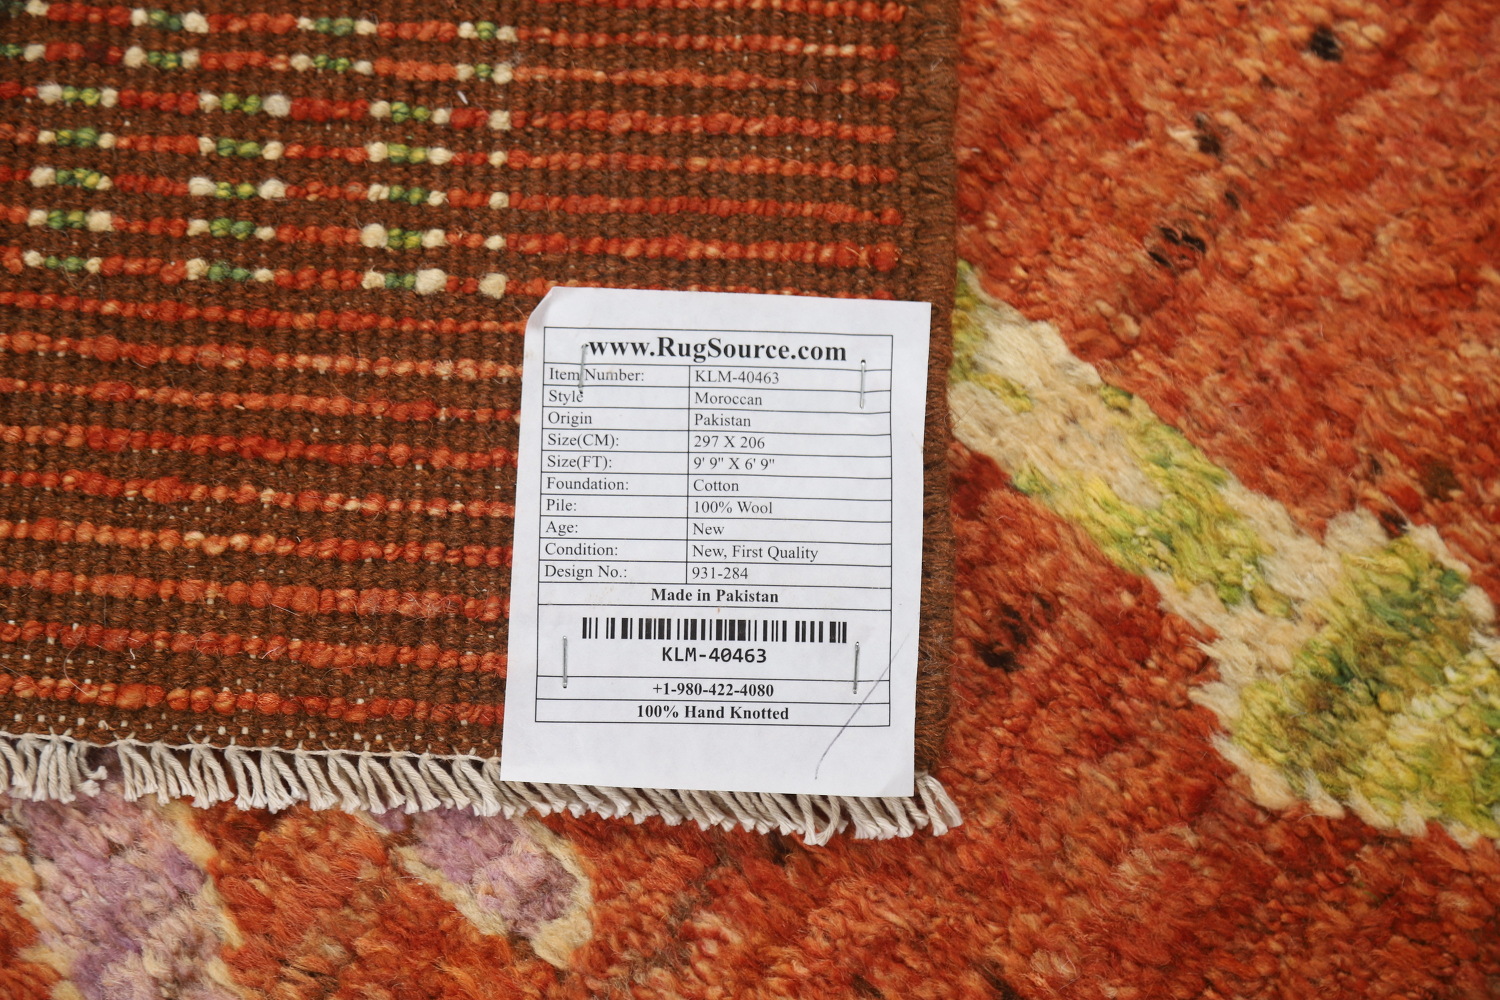 www.RugSource.com
Item Number: KLM-40463
Style Moroccan
Origin Pakistan
Size(CM): 297 X 206
Size(FT): 9' 9" X 6' 9"
Foundation: Cotton
Pile: 100% Wool
Age: New
Condition: New, First Quality
Design No.: 931-284
Made in Pakistan
KLM-40463
+1-980-422-4080
100% Hand Knotted